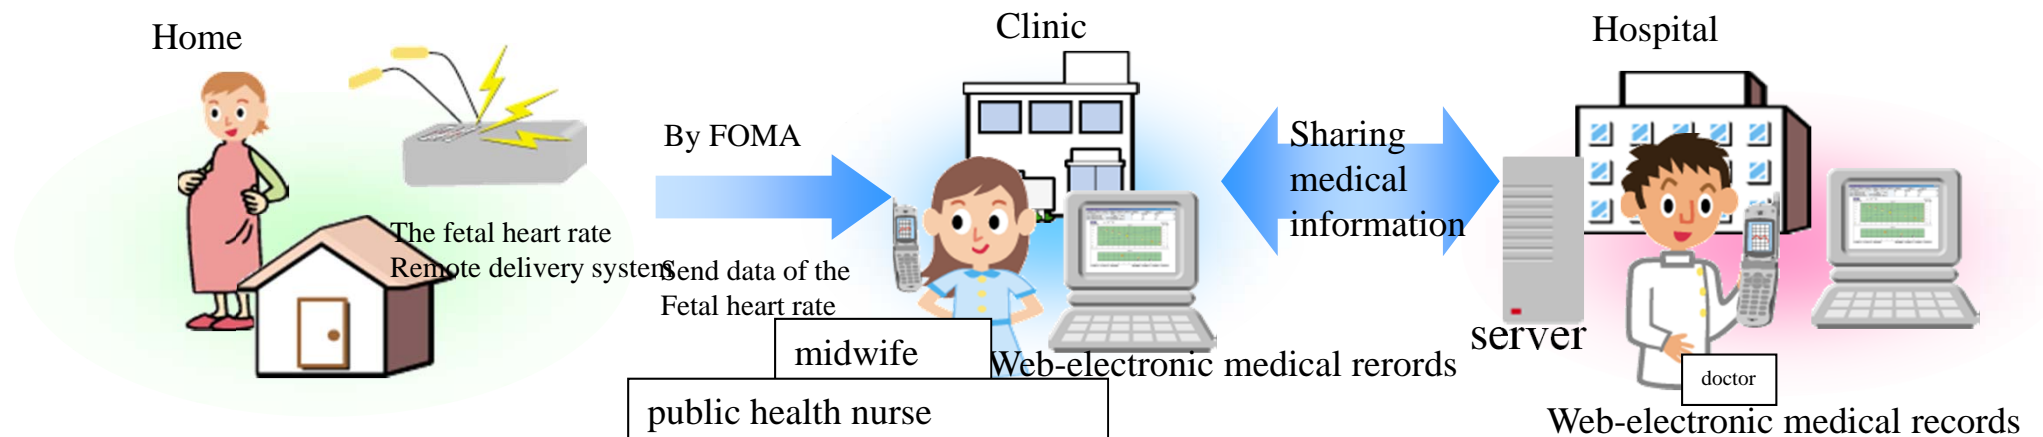 Home
The fetal heart rate
Remote delivery system
By FOMA
Send data of the
Fetal heart rate
Clinic
midwife
public health nurse
Web-electronic medical rerords
Sharing
medical
information
Hospital
server
doctor
Web-electronic medical records